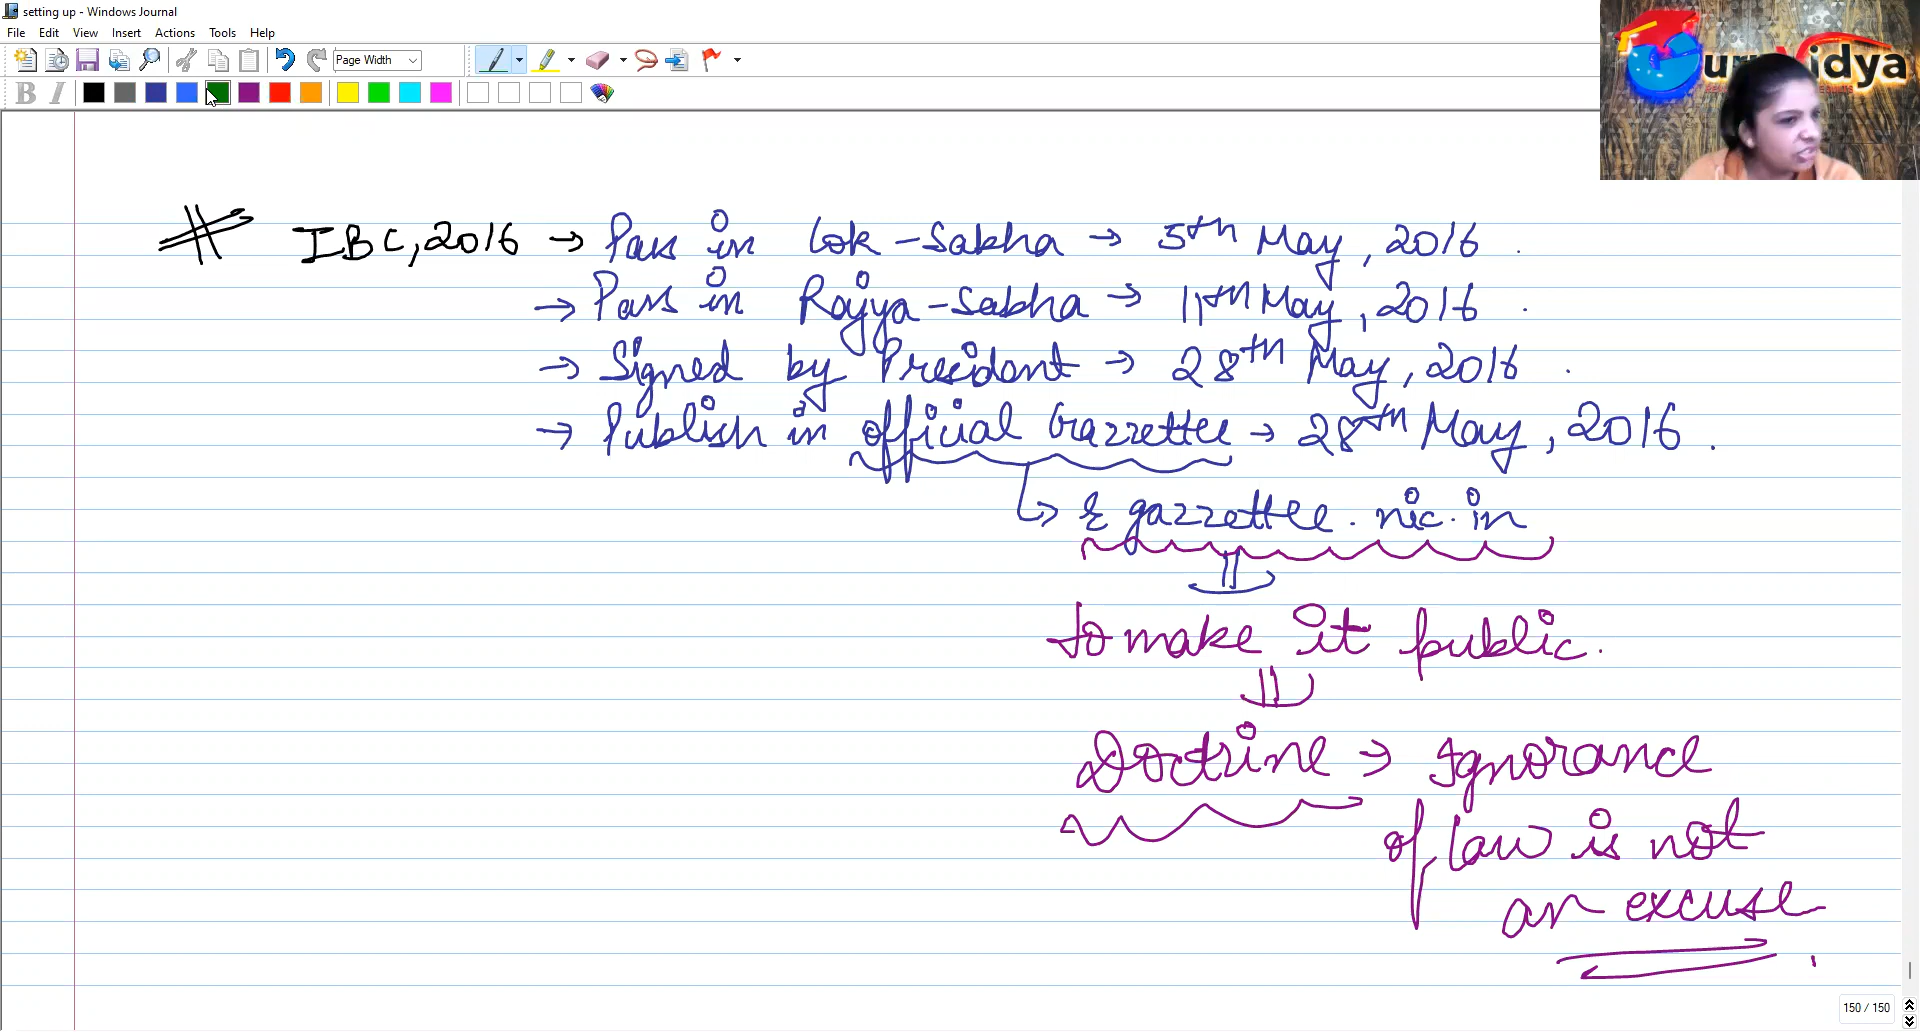 setting up - Windows Journal
File Edit View Insert Actions Tools Help
Page Width
B I
IBC, 2016 → Pass in Lok-Sabha → 5th May, 2016.
→ Pass in Rajya-Sabha → 11th May, 2016.
→ Signed by President → 28th May, 2016.
→ Publish in official Gazzettee → 28th May, 2016.
↳ egazzettee.nic.in
to make it public.
Doctrine → Ignorance
of law is not
an excuse.
150 / 150